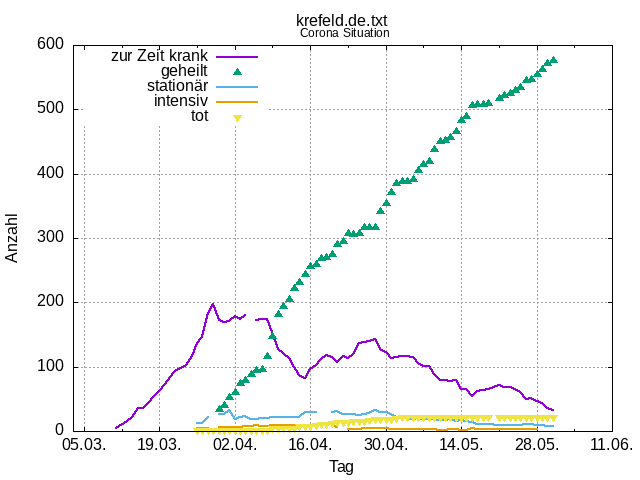 krefeld.de.txt
Corona Situation
600
500
400
300
200
100
0
Anzahl
zur Zeit krank
geheilt
stationär
intensiv
tot
05.03. 19.03. 02.04. 16.04. 30.04. 14.05. 28.05. 11.06.
Tag